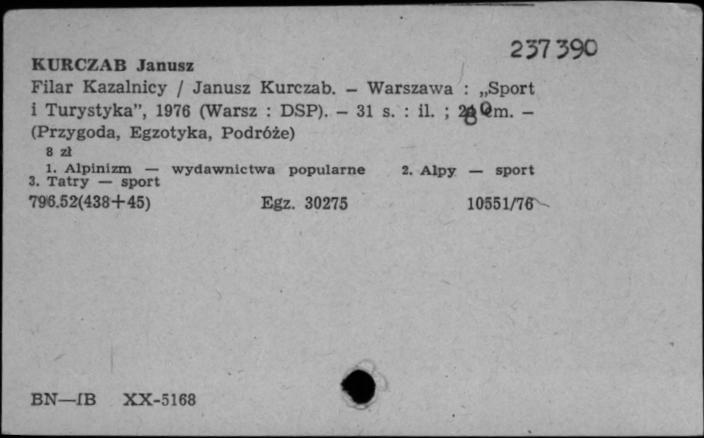 237390
KURCZAB Janusz
Filar Kazalnicy / Janusz Kurczab. – Warszawa : „Sport
i Turystyka”, 1976 (Warsz : DSP). – 31 s. : il. ; cm. –
(Przygoda, Egzotyka, Podróże)
8 zł
1. Alpinizm — wydawnictwa popularne 2. Alpy — sport
3. Tatry — sport
796.52(438+45) Egz. 30275 10551/76
BN—IB XX-5168